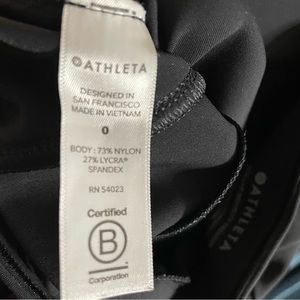 ATHLETA
DESIGNED IN
SAN FRANCISCO
MADE IN VIETNAM
0
BODY: 73% NYLON
27% LYCRA®
SPANDEX
RN 54023
Certified
B
Corporation
ATHLETA